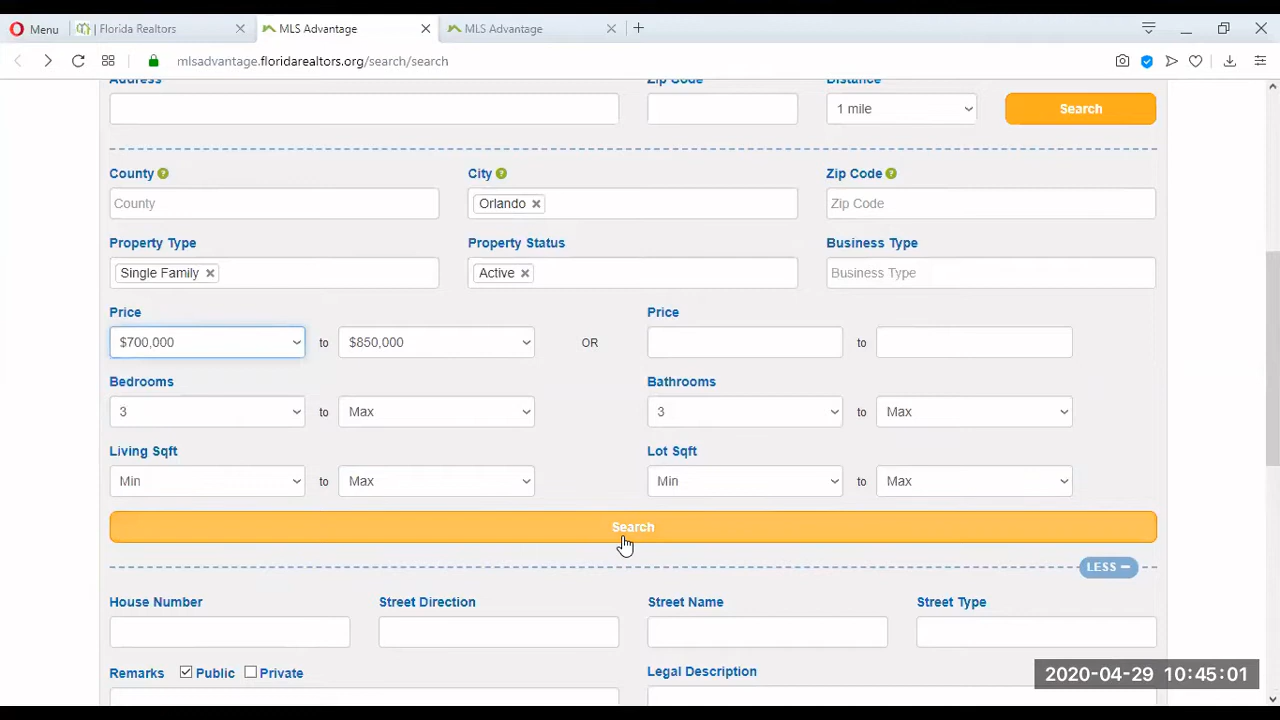 Menu
Florida Realtors
MLS Advantage
MLS Advantage
mlsadvantage.floridarealtors.org/search/search
Address Zip Code Distance
1 mile Search
County City Zip Code
County Orlando Zip Code
Property Type Property Status Business Type
Single Family Active Business Type
Price Price
$700,000 to $850,000 OR to
Bedrooms Bathrooms
3 to Max 3 to Max
Living Sqft Lot Sqft
Min to Max Min to Max
Search
LESS −
House Number Street Direction Street Name Street Type
Remarks Public Private Legal Description
2020-04-29 10:45:01